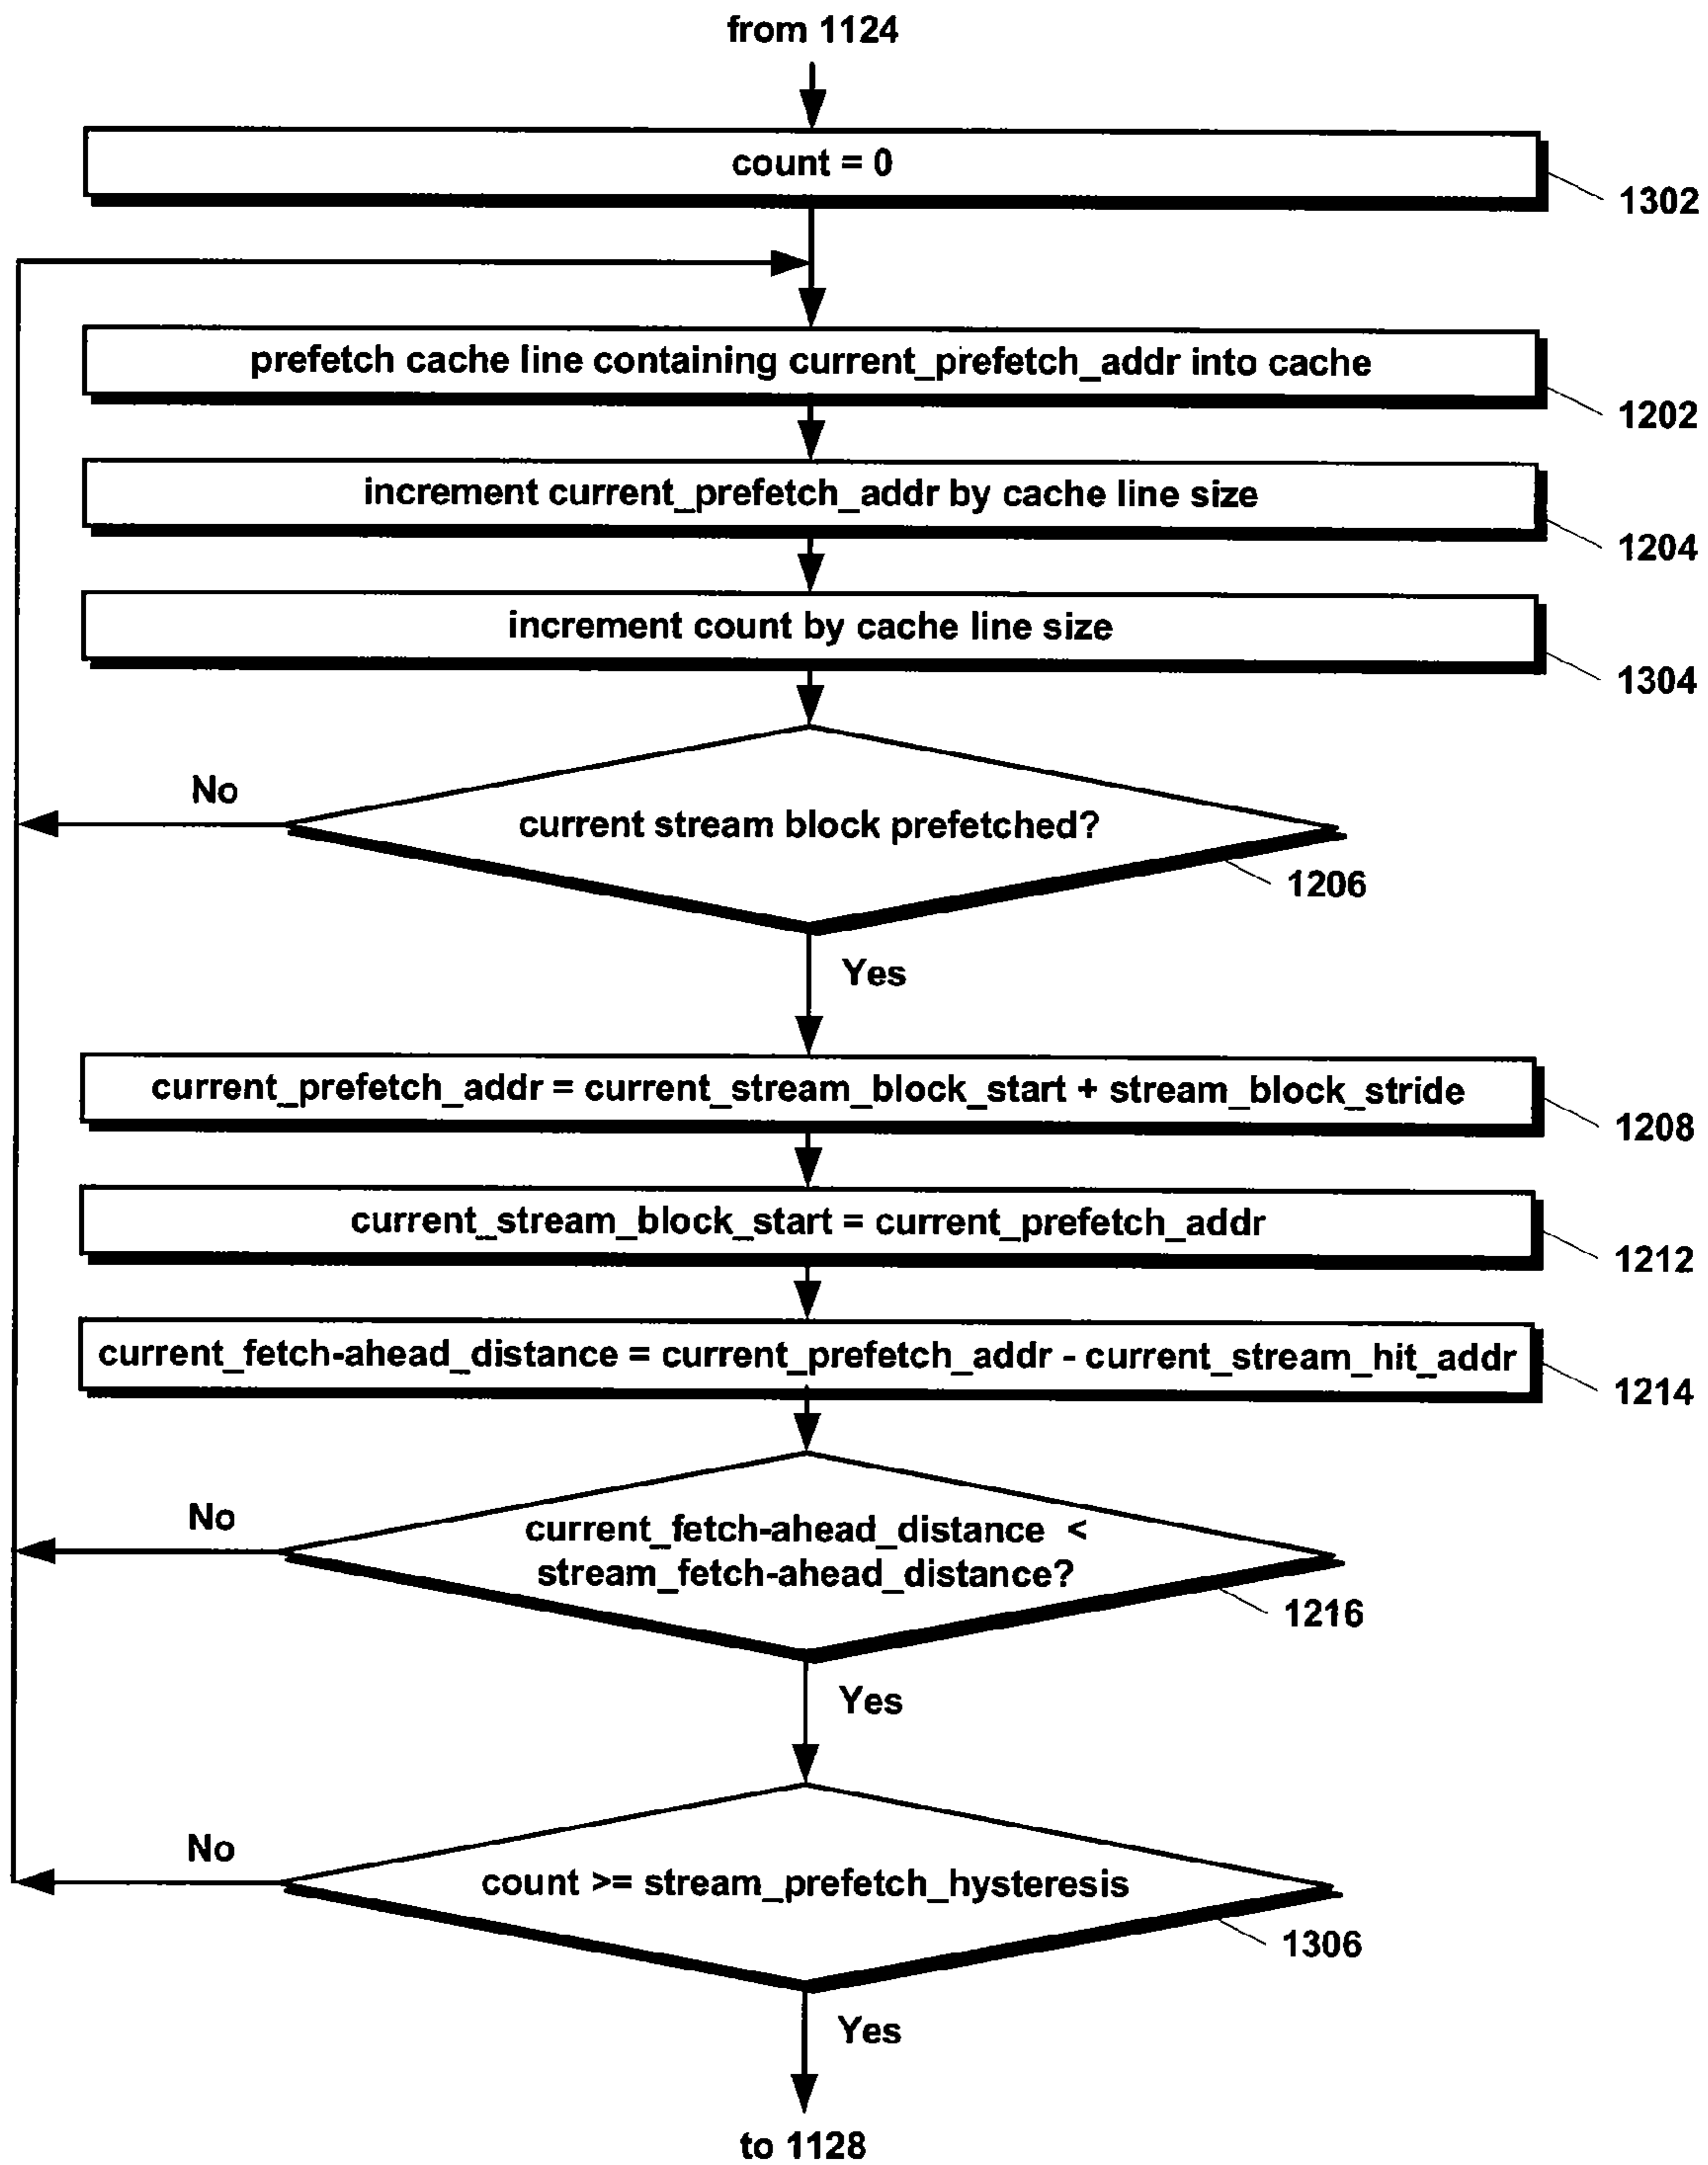 from 1124
count = 0
1302
prefetch cache line containing current_prefetch_addr into cache
1202
increment current_prefetch_addr by cache line size
1204
increment count by cache line size
1304
No
current stream block prefetched?
1206
Yes
current_prefetch_addr = current_stream_block_start + stream_block_stride
1208
current_stream_block_start = current_prefetch_addr
1212
current_fetch-ahead_distance = current_prefetch_addr - current_stream_hit_addr
1214
No
current_fetch-ahead_distance <
stream_fetch-ahead_distance?
1216
Yes
No
count >= stream_prefetch_hysteresis
1306
Yes
to 1128